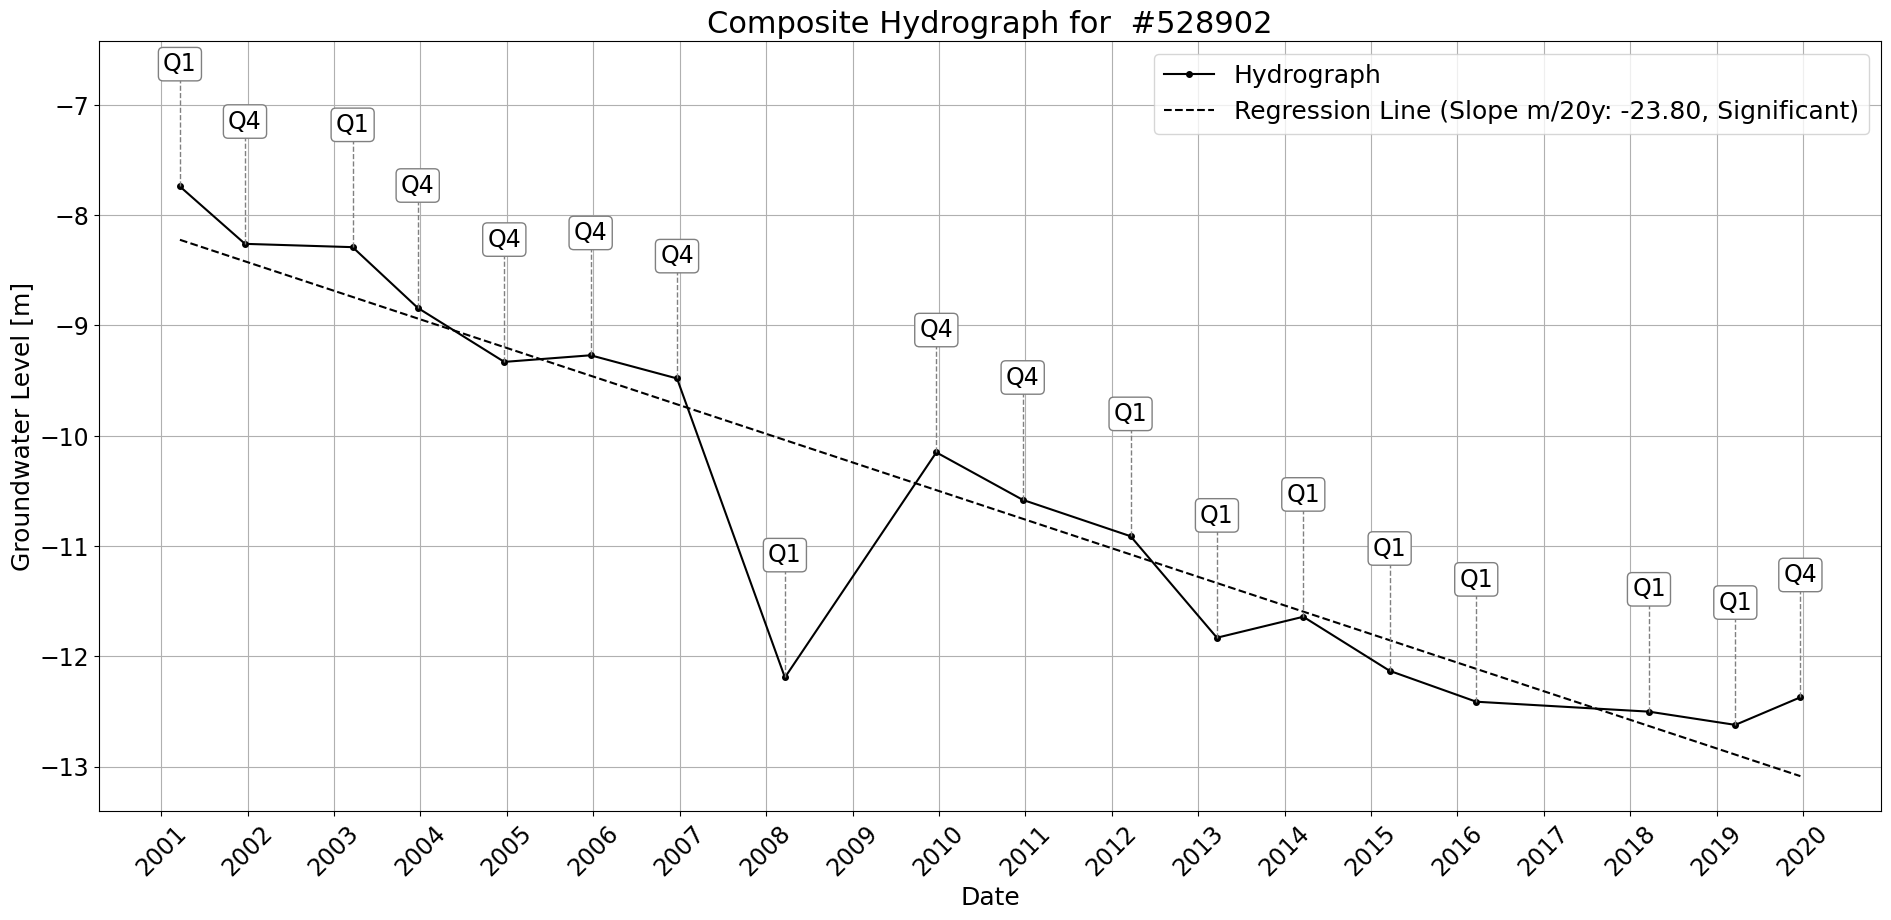 Composite Hydrograph for  #528902
Hydrograph
Regression Line (Slope m/20y: -23.80, Significant)
Q1
Q4
Q1
Q4
Q4
Q4
Q4
Q1
Q4
Q4
Q1
Q1
Q1
Q1
Q1
Q1
Q1
Q4
Groundwater Level [m]
−7
−8
−9
−10
−11
−12
−13
2001
2002
2003
2004
2005
2006
2007
2008
2009
2010
2011
2012
2013
2014
2015
2016
2017
2018
2019
2020
Date